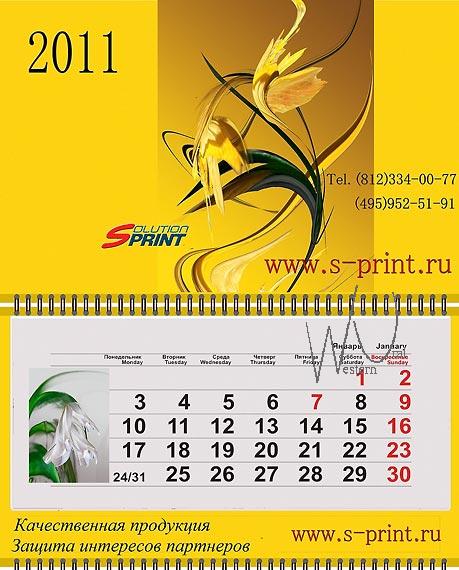 2011
Tel. (812)334-00-77
(495)952-51-91
SOLUTION
SPRINT
www.s-print.ru
Январь January
Понедельник Вторник Среда Четверг Пятница Суббота Воскресенье
Monday Tuesday Wednesday Thursday Friday Saturday Sunday
1 2
3 4 5 6 7 8 9
10 11 12 13 14 15 16
17 18 19 20 21 22 23
24/31 25 26 27 28 29 30
Western
Качественная продукция
Защита интересов партнеров
www.s-print.ru